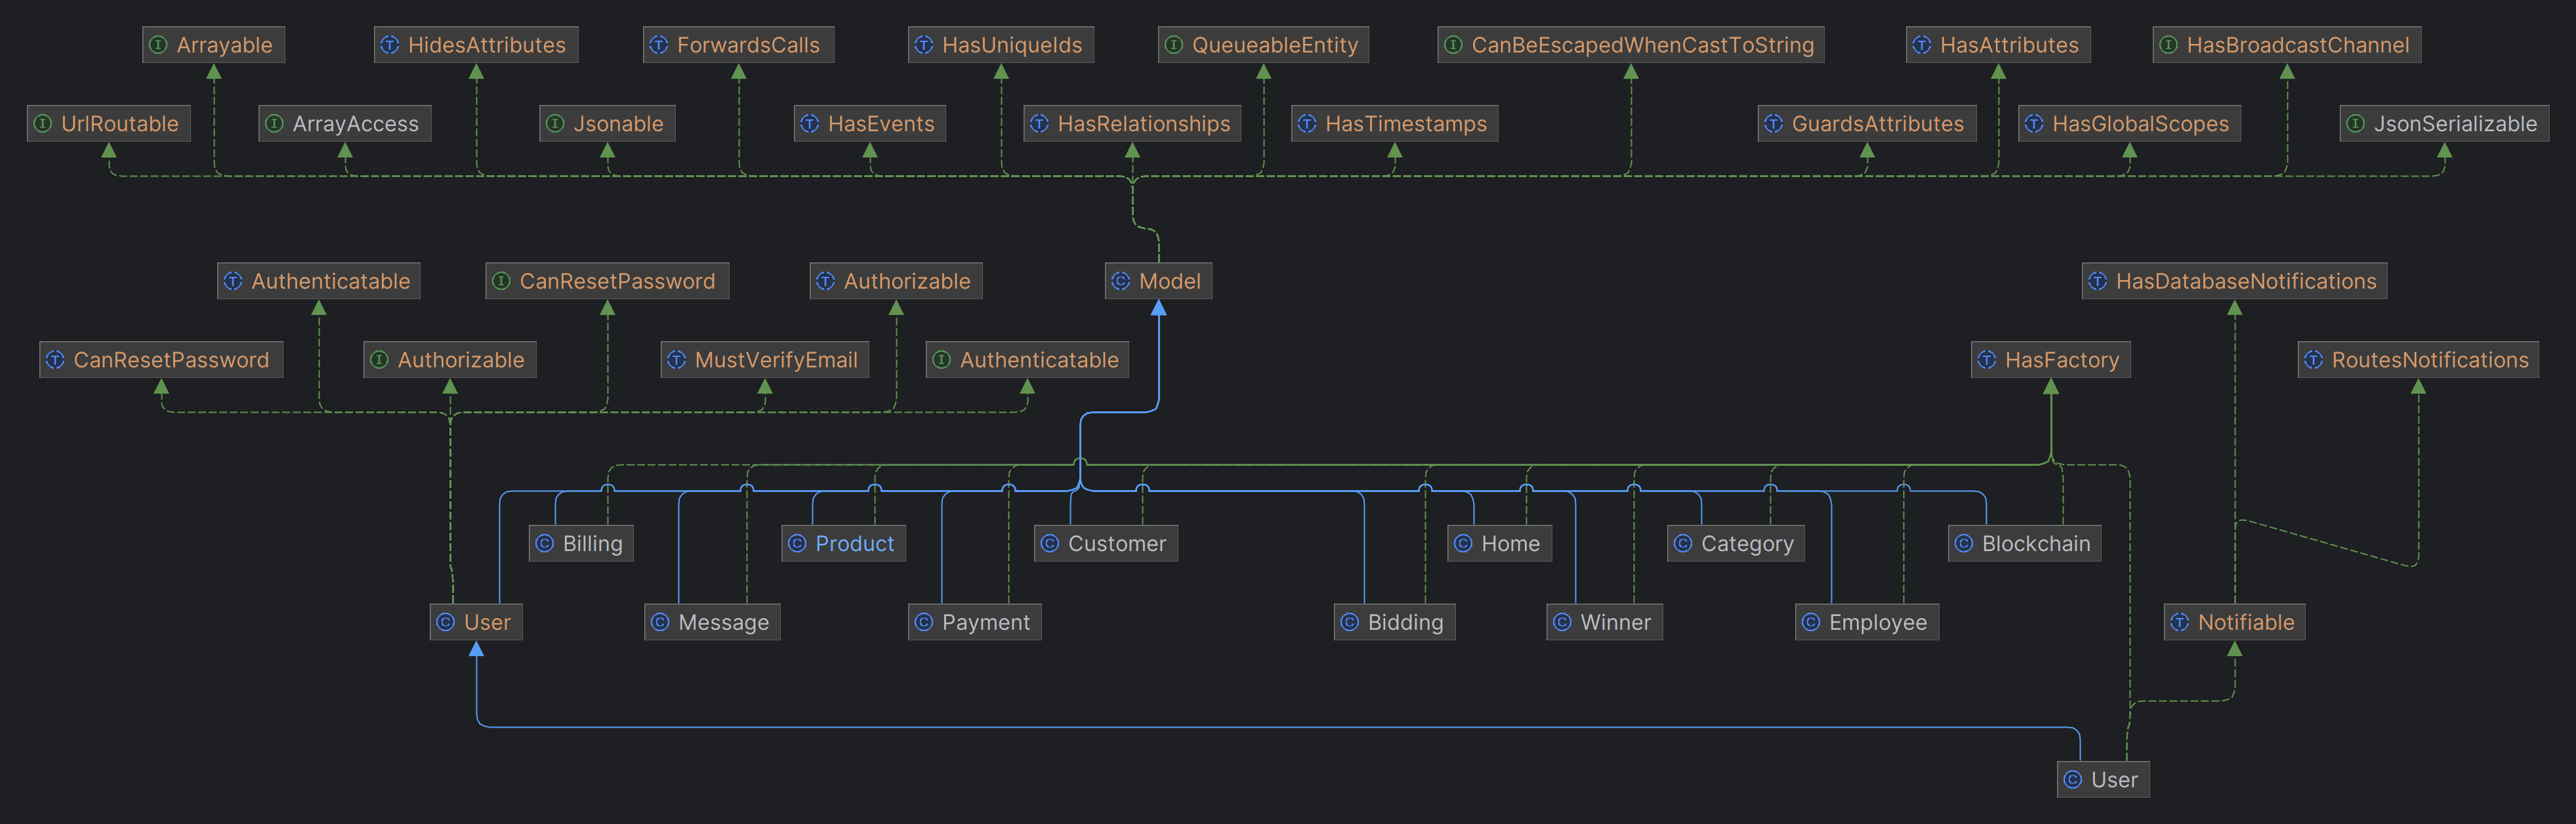 Arrayable
HidesAttributes
ForwardsCalls
HasUniqueIds
QueueableEntity
CanBeEscapedWhenCastToString
HasAttributes
HasBroadcastChannel
UrlRoutable
ArrayAccess
Jsonable
HasEvents
HasRelationships
HasTimestamps
GuardsAttributes
HasGlobalScopes
JsonSerializable
Authenticatable
CanResetPassword
Authorizable
Model
HasDatabaseNotifications
CanResetPassword
Authorizable
MustVerifyEmail
Authenticatable
HasFactory
RoutesNotifications
Billing
Product
Customer
Home
Category
Blockchain
User
Message
Payment
Bidding
Winner
Employee
Notifiable
User